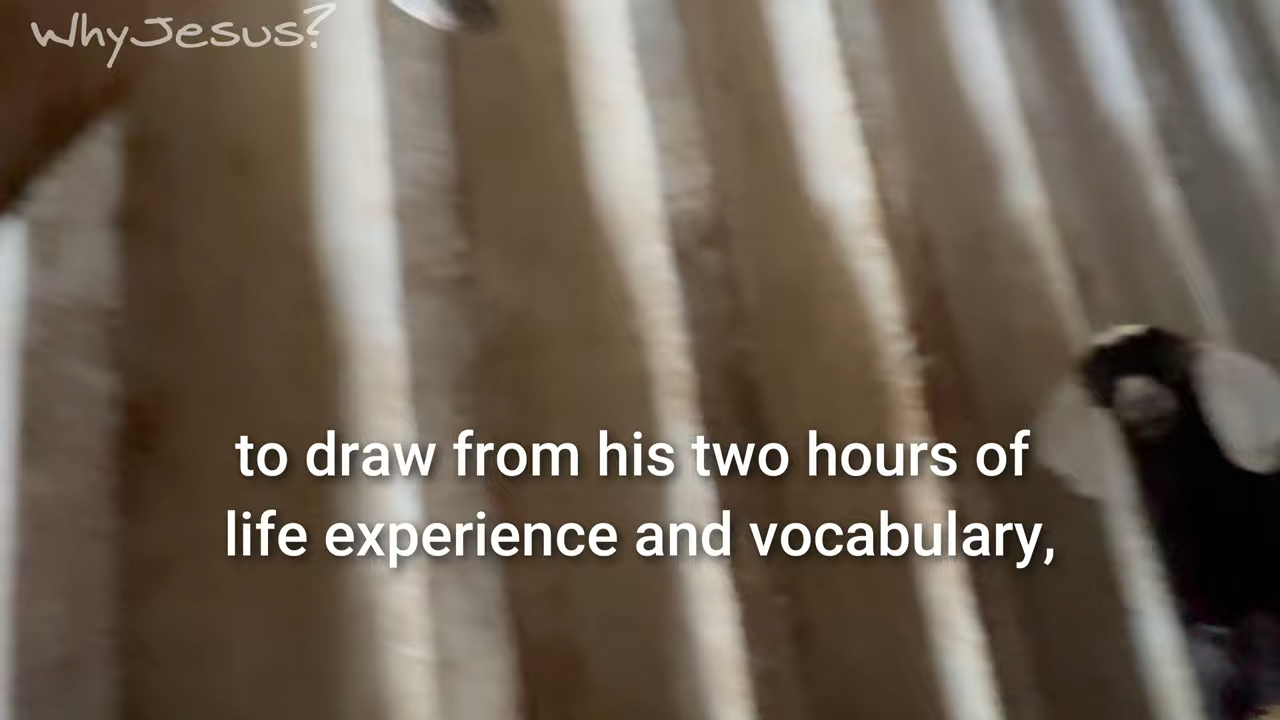 WhyJesus?
to draw from his two hours of
life experience and vocabulary,